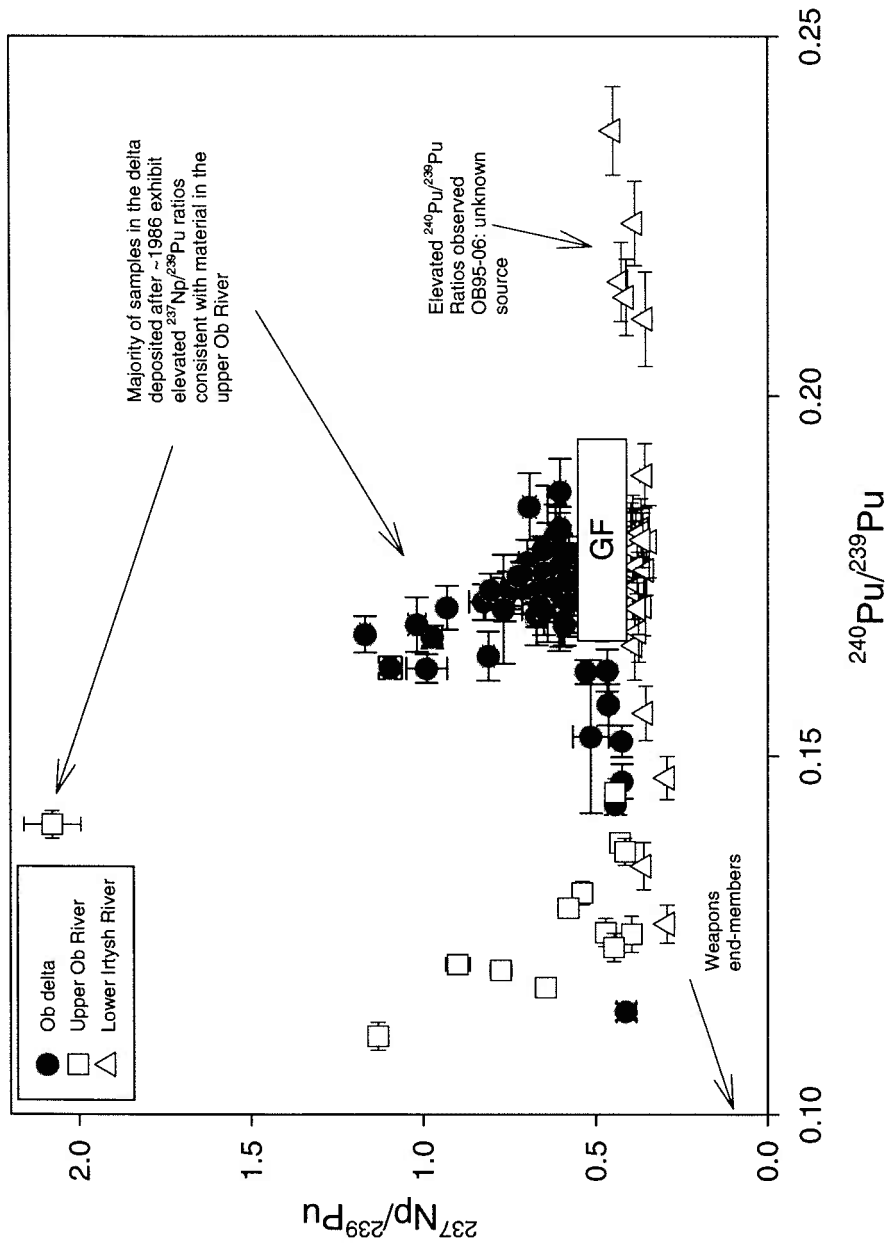 Ob delta
Upper Ob River
Lower Irtysh River
Majority of samples in the delta
deposited after ~1986 exhibit
elevated ²³⁷Np/²³⁹Pu ratios
consistent with material in the
upper Ob River
Elevated ²⁴⁰Pu/²³⁹Pu
Ratios observed
OB95-06: unknown
source
GF
Weapons
end-members
2.0
1.5
1.0
0.5
0.0
²³⁷Np/²³⁹Pu
0.10
0.15
0.20
0.25
²⁴⁰Pu/²³⁹Pu